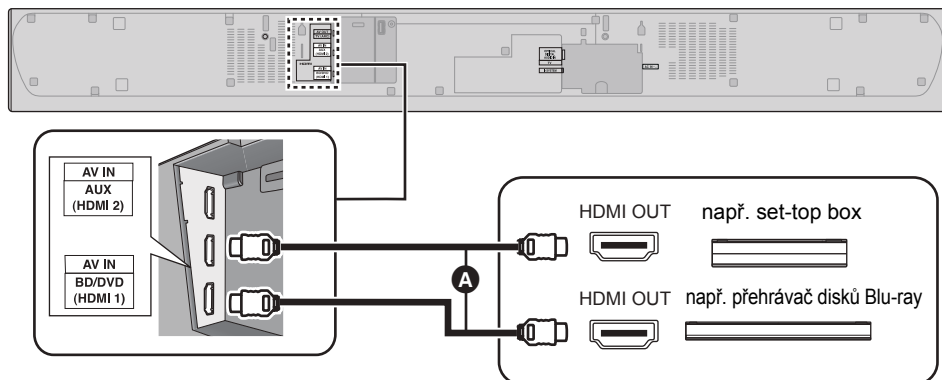 AV IN
AUX
(HDMI 2)
AV IN
BD/DVD
(HDMI 1)
A
HDMI OUT
např. set-top box
HDMI OUT
např. přehrávač disků Blu-ray